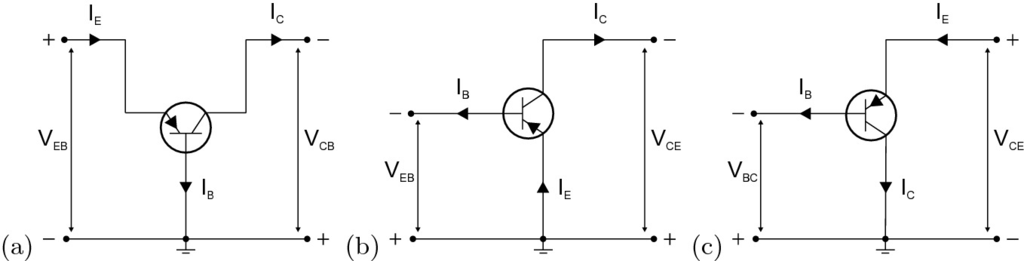 I_E I_C I_C I_E
+ − − +
I_B I_B
− −
V_EB V_CB V_EB V_CE V_BC V_CE
I_B I_E I_C
(a) − + (b) + + (c) + −